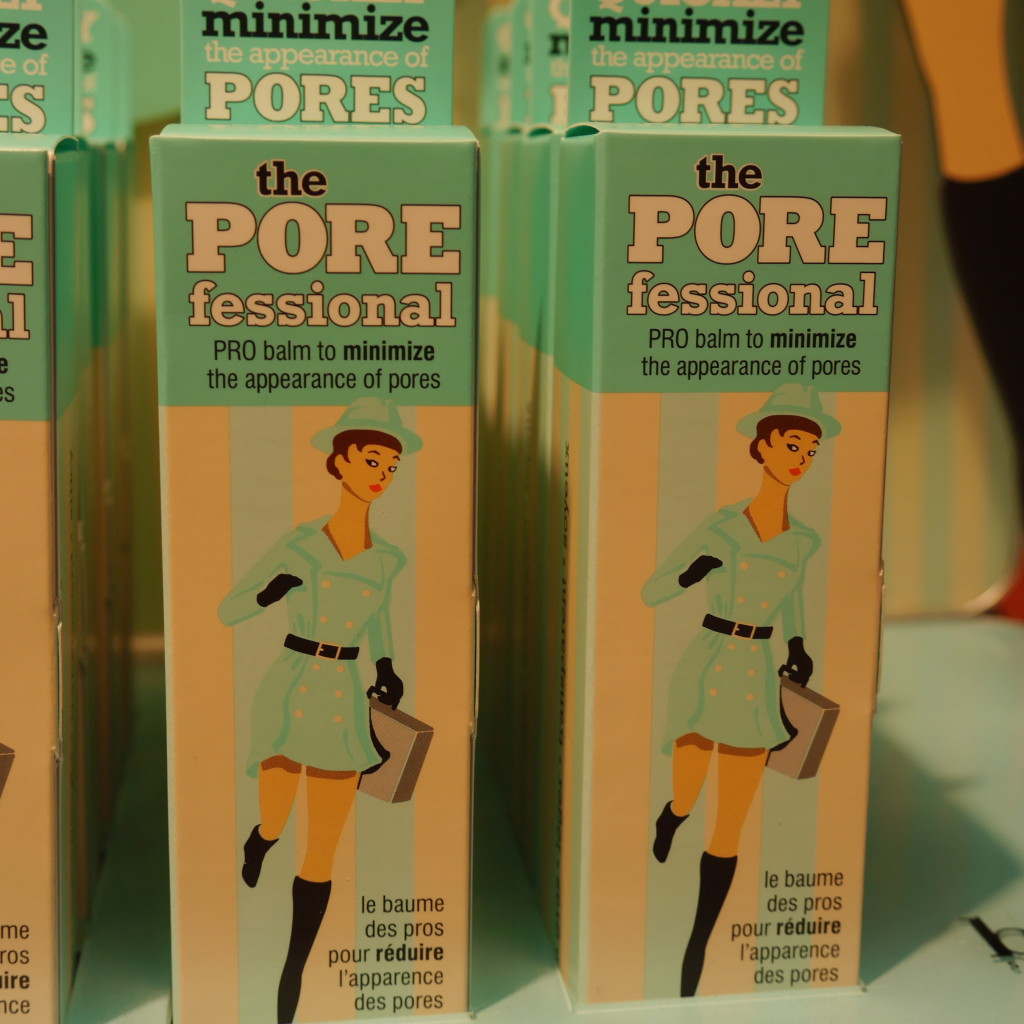 minimize
the appearance of
PORES
the
PORE
fessional
PRO balm to minimize
the appearance of pores
le baume
des pros
pour réduire
l'apparence
des pores
minimize
the appearance of
PORES
the
PORE
fessional
PRO balm to minimize
the appearance of pores
le baume
des pros
pour réduire
l'apparence
des pores